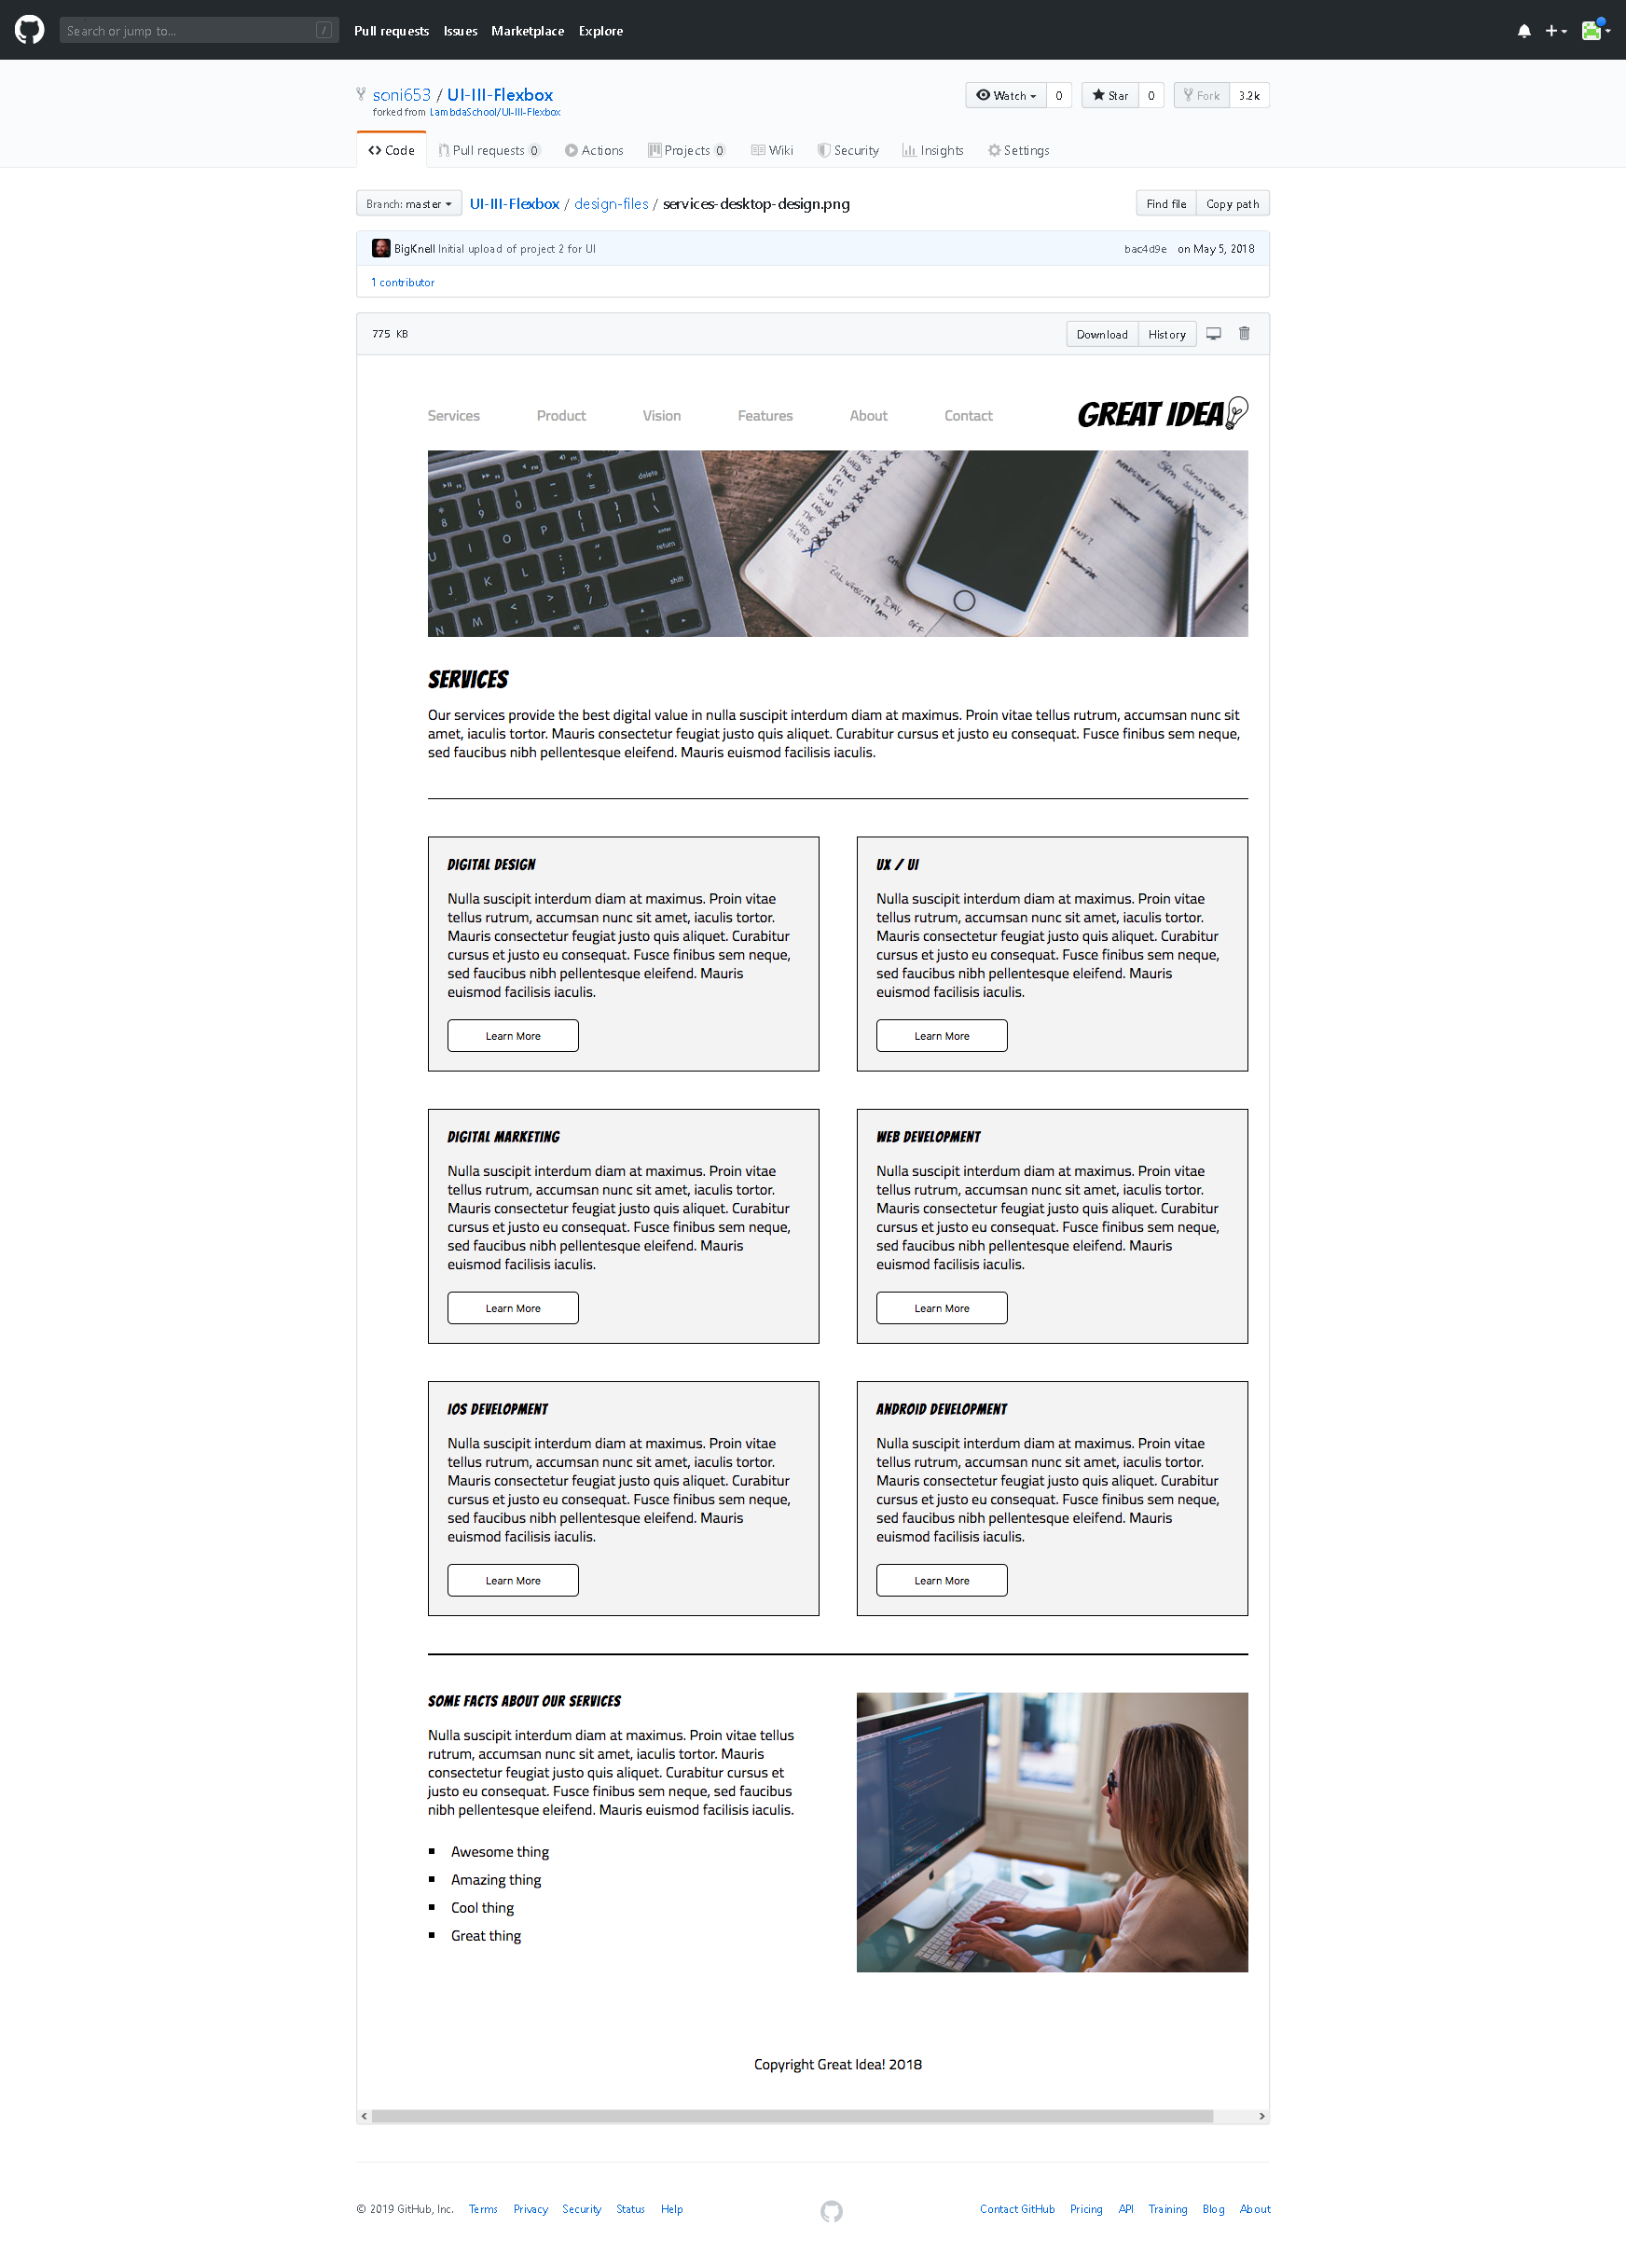 Search or jump to... /
Pull requests Issues Marketplace Explore
soni653 / UI-III-Flexbox
forked from LambdaSchool/UI-III-Flexbox
Watch 0 Star 0 Fork 3.2k
Code Pull requests 0 Actions Projects 0 Wiki Security Insights Settings
Branch: master UI-III-Flexbox / design-files / services-desktop-design.png Find file Copy path
BigKnell Initial upload of project 2 for UI bac4d9e on May 5, 2018
1 contributor
775 KB Download History
Services Product Vision Features About Contact GREAT IDEA
delete
return
shift
BILL WEBSITE
DAY
OFF
SERVICES
Our services provide the best digital value in nulla suscipit interdum diam at maximus. Proin vitae tellus rutrum, accumsan nunc sit
amet, iaculis tortor. Mauris consectetur feugiat justo quis aliquet. Curabitur cursus et justo eu consequat. Fusce finibus sem neque,
sed faucibus nibh pellentesque eleifend. Mauris euismod facilisis iaculis.
DIGITAL DESIGN
Nulla suscipit interdum diam at maximus. Proin vitae
tellus rutrum, accumsan nunc sit amet, iaculis tortor.
Mauris consectetur feugiat justo quis aliquet. Curabitur
cursus et justo eu consequat. Fusce finibus sem neque,
sed faucibus nibh pellentesque eleifend. Mauris
euismod facilisis iaculis.
Learn More
UX / UI
Nulla suscipit interdum diam at maximus. Proin vitae
tellus rutrum, accumsan nunc sit amet, iaculis tortor.
Mauris consectetur feugiat justo quis aliquet. Curabitur
cursus et justo eu consequat. Fusce finibus sem neque,
sed faucibus nibh pellentesque eleifend. Mauris
euismod facilisis iaculis.
Learn More
DIGITAL MARKETING
Nulla suscipit interdum diam at maximus. Proin vitae
tellus rutrum, accumsan nunc sit amet, iaculis tortor.
Mauris consectetur feugiat justo quis aliquet. Curabitur
cursus et justo eu consequat. Fusce finibus sem neque,
sed faucibus nibh pellentesque eleifend. Mauris
euismod facilisis iaculis.
Learn More
WEB DEVELOPMENT
Nulla suscipit interdum diam at maximus. Proin vitae
tellus rutrum, accumsan nunc sit amet, iaculis tortor.
Mauris consectetur feugiat justo quis aliquet. Curabitur
cursus et justo eu consequat. Fusce finibus sem neque,
sed faucibus nibh pellentesque eleifend. Mauris
euismod facilisis iaculis.
Learn More
IOS DEVELOPMENT
Nulla suscipit interdum diam at maximus. Proin vitae
tellus rutrum, accumsan nunc sit amet, iaculis tortor.
Mauris consectetur feugiat justo quis aliquet. Curabitur
cursus et justo eu consequat. Fusce finibus sem neque,
sed faucibus nibh pellentesque eleifend. Mauris
euismod facilisis iaculis.
Learn More
ANDROID DEVELOPMENT
Nulla suscipit interdum diam at maximus. Proin vitae
tellus rutrum, accumsan nunc sit amet, iaculis tortor.
Mauris consectetur feugiat justo quis aliquet. Curabitur
cursus et justo eu consequat. Fusce finibus sem neque,
sed faucibus nibh pellentesque eleifend. Mauris
euismod facilisis iaculis.
Learn More
SOME FACTS ABOUT OUR SERVICES
Nulla suscipit interdum diam at maximus. Proin vitae tellus
rutrum, accumsan nunc sit amet, iaculis tortor. Mauris
consectetur feugiat justo quis aliquet. Curabitur cursus et
justo eu consequat. Fusce finibus sem neque, sed faucibus
nibh pellentesque eleifend. Mauris euismod facilisis iaculis.
Awesome thing
Amazing thing
Cool thing
Great thing
Copyright Great Idea! 2018
© 2019 GitHub, Inc. Terms Privacy Security Status Help Contact GitHub Pricing API Training Blog About